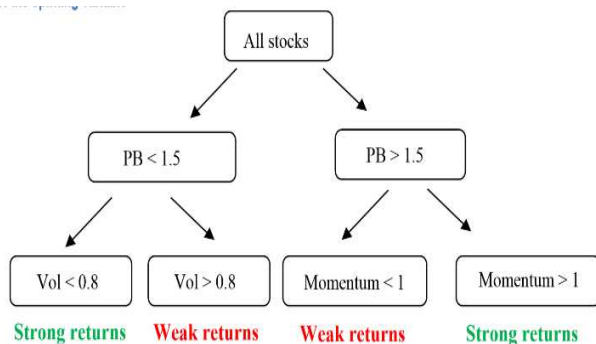 All stocks
PB < 1.5
PB > 1.5
Vol < 0.8
Vol > 0.8
Momentum < 1
Momentum > 1
Strong returns
Weak returns
Weak returns
Strong returns